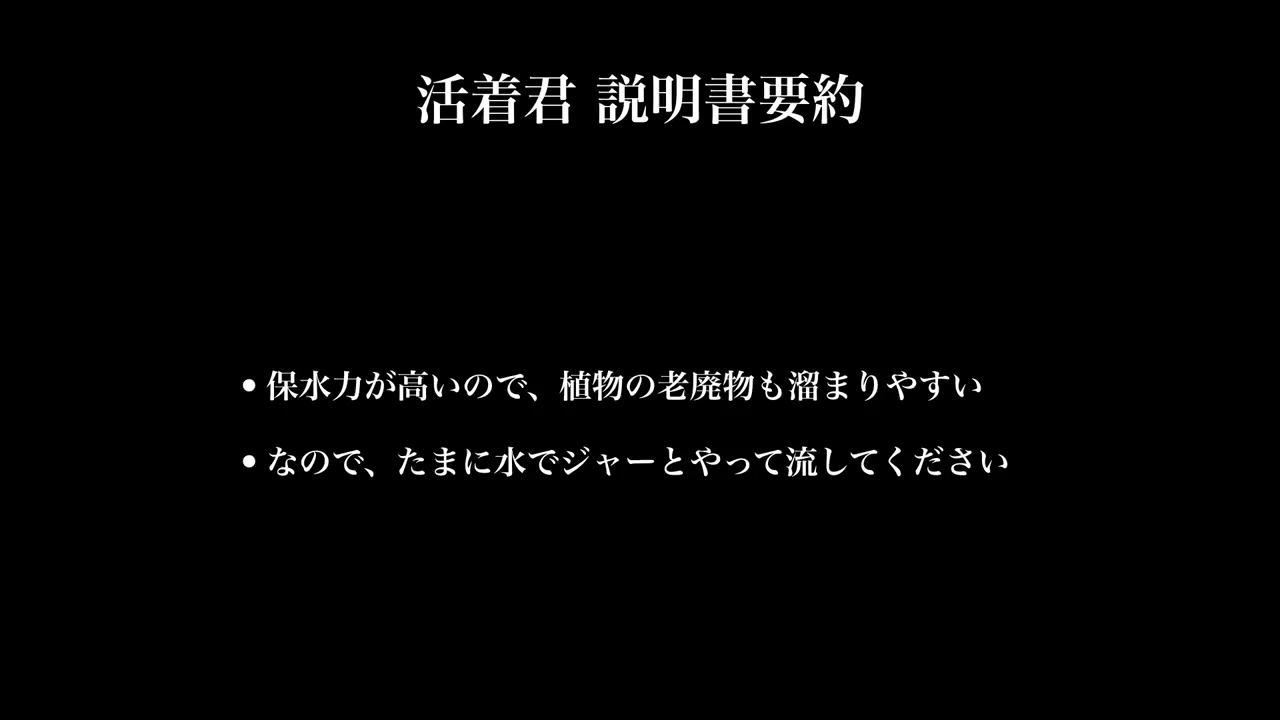 活着君 説明書要約
• 保水力が高いので、植物の老廃物も溜まりやすい
• なので、たまに水でジャーとやって流してください